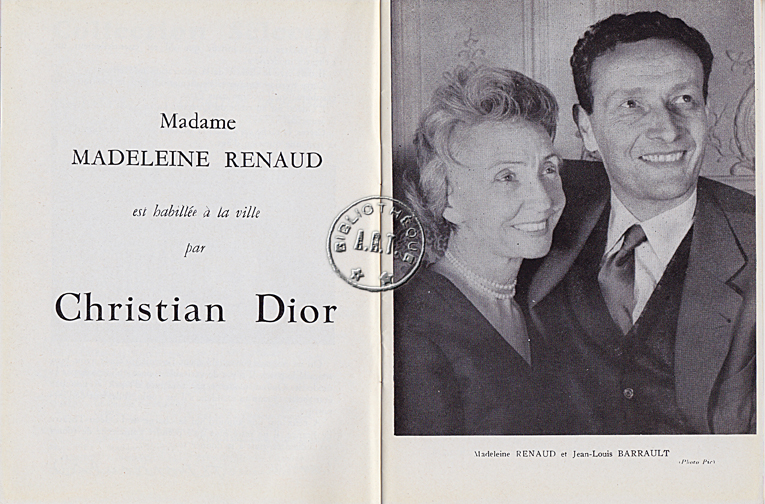 Madame
MADELEINE RENAUD
est habillée à la ville
par
Christian Dior
BIBLIOTHÈQUE
A.R.T.
Madeleine RENAUD et Jean-Louis BARRAULT
(Photo Pic)